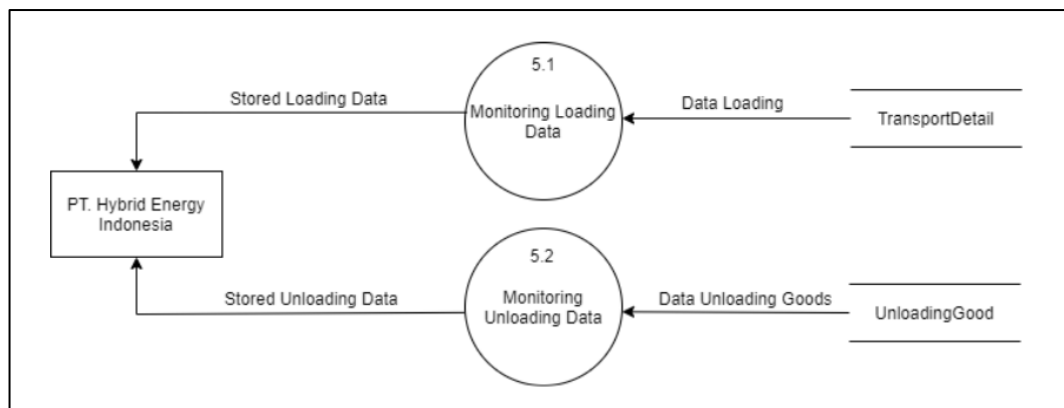 5.1
Stored Loading Data
Monitoring Loading
Data
Data Loading
TransportDetail
PT. Hybrid Energy
Indonesia
5.2
Stored Unloading Data
Monitoring
Unloading Data
Data Unloading Goods
UnloadingGood